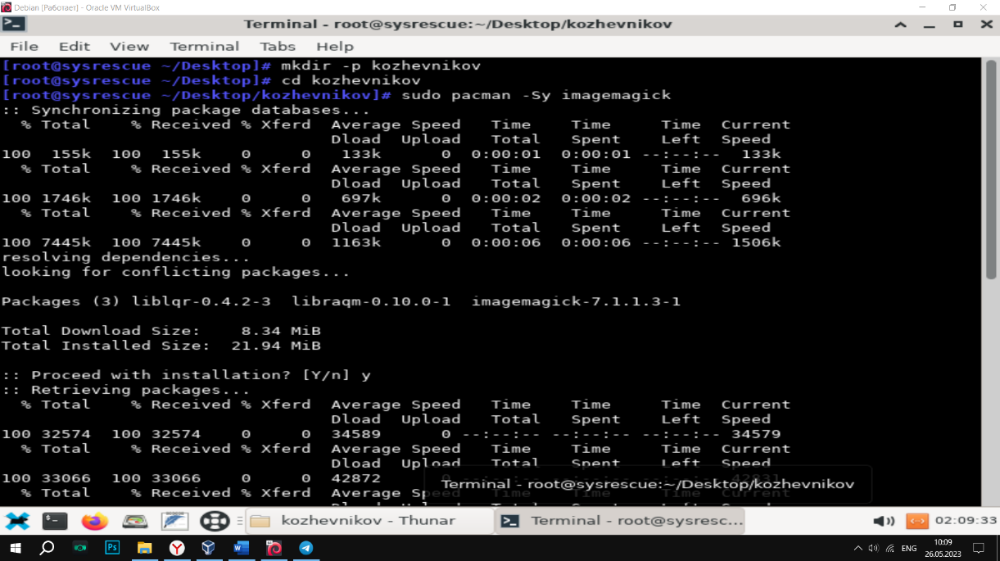 Debian [Работает] - Oracle VM VirtualBox
Terminal - root@sysrescue:~/Desktop/kozhevnikov
File Edit View Terminal Tabs Help
[root@sysrescue ~/Desktop]# mkdir -p kozhevnikov
[root@sysrescue ~/Desktop]# cd kozhevnikov
[root@sysrescue ~/Desktop/kozhevnikov]# sudo pacman -Sy imagemagick
:: Synchronizing package databases...
% Total % Received % Xferd Average Speed Time Time Time Current
Dload Upload Total Spent Left Speed
100 155k 100 155k 0 0 133k 0 0:00:01 0:00:01 --:--:-- 133k
% Total % Received % Xferd Average Speed Time Time Time Current
Dload Upload Total Spent Left Speed
100 1746k 100 1746k 0 0 697k 0 0:00:02 0:00:02 --:--:-- 696k
% Total % Received % Xferd Average Speed Time Time Time Current
Dload Upload Total Spent Left Speed
100 7445k 100 7445k 0 0 1163k 0 0:00:06 0:00:06 --:--:-- 1506k
resolving dependencies...
looking for conflicting packages...
Packages (3) liblqr-0.4.2-3 libraqm-0.10.0-1 imagemagick-7.1.1.3-1
Total Download Size: 8.34 MiB
Total Installed Size: 21.94 MiB
:: Proceed with installation? [Y/n] y
:: Retrieving packages...
% Total % Received % Xferd Average Speed Time Time Time Current
Dload Upload Total Spent Left Speed
100 32574 100 32574 0 0 34589 0 --:--:-- --:--:-- --:--:-- 34579
% Total % Received % Xferd Average Speed Time Time Time Current
Dload Upload Total Spent Left Speed
100 33066 100 33066 0 0 42872
Terminal - root@sysrescue:~/Desktop/kozhevnikov
% Total % Received % Xferd Average
kozhevnikov - Thunar
Terminal - root@sysresc...
02:09:33
Ps
W
ENG
10:09
26.05.2023